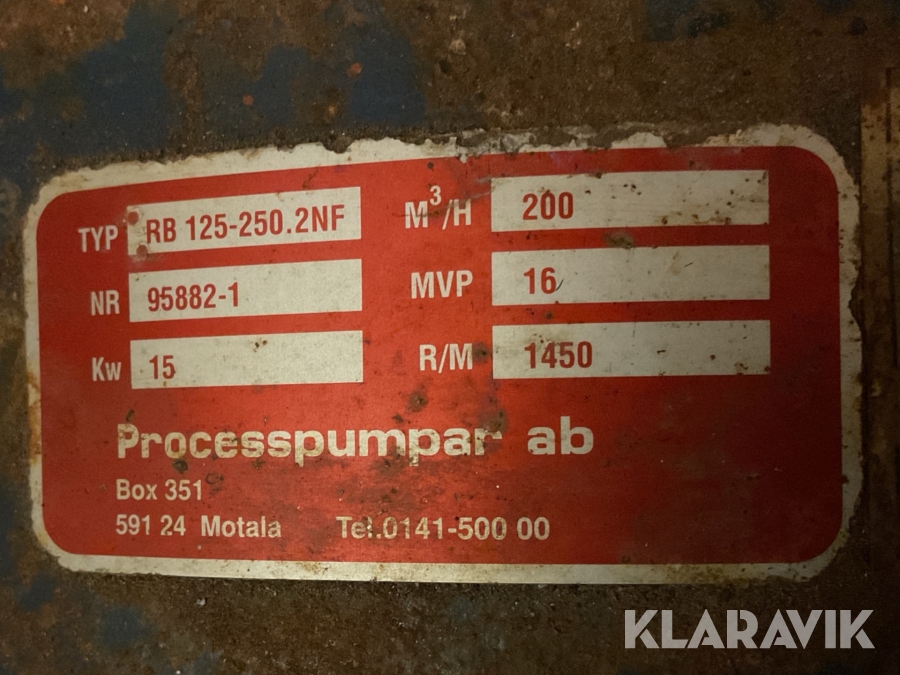 TYP RB 125-250.2NF M³/H 200
NR 95882-1 MVP 16
Kw 15 R/M 1450
Processpumpar ab
Box 351
591 24 Motala Tel.0141-500 00
KLARAVIK